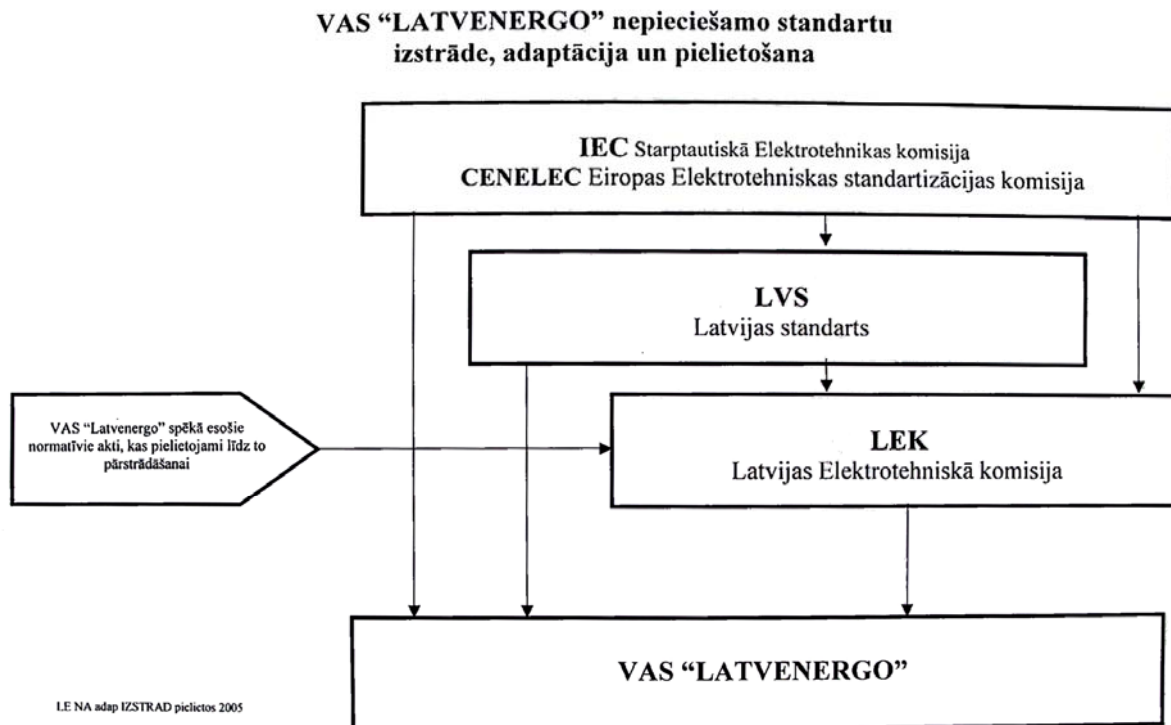 VAS “LATVENERGO” nepieciešamo standartu
izstrāde, adaptācija un pielietošana
IEC Starptautiskā Elektrotehnikas komisija
CENELEC Eiropas Elektrotehniskas standartizācijas komisija
LVS
Latvijas standarts
VAS “Latvenergo” spēkā esošie
normatīvie akti, kas pielietojami līdz to
pārstrādāšanai
LEK
Latvijas Elektrotehniskā komisija
VAS “LATVENERGO”
LE NA adap IZSTRAD pielietos 2005